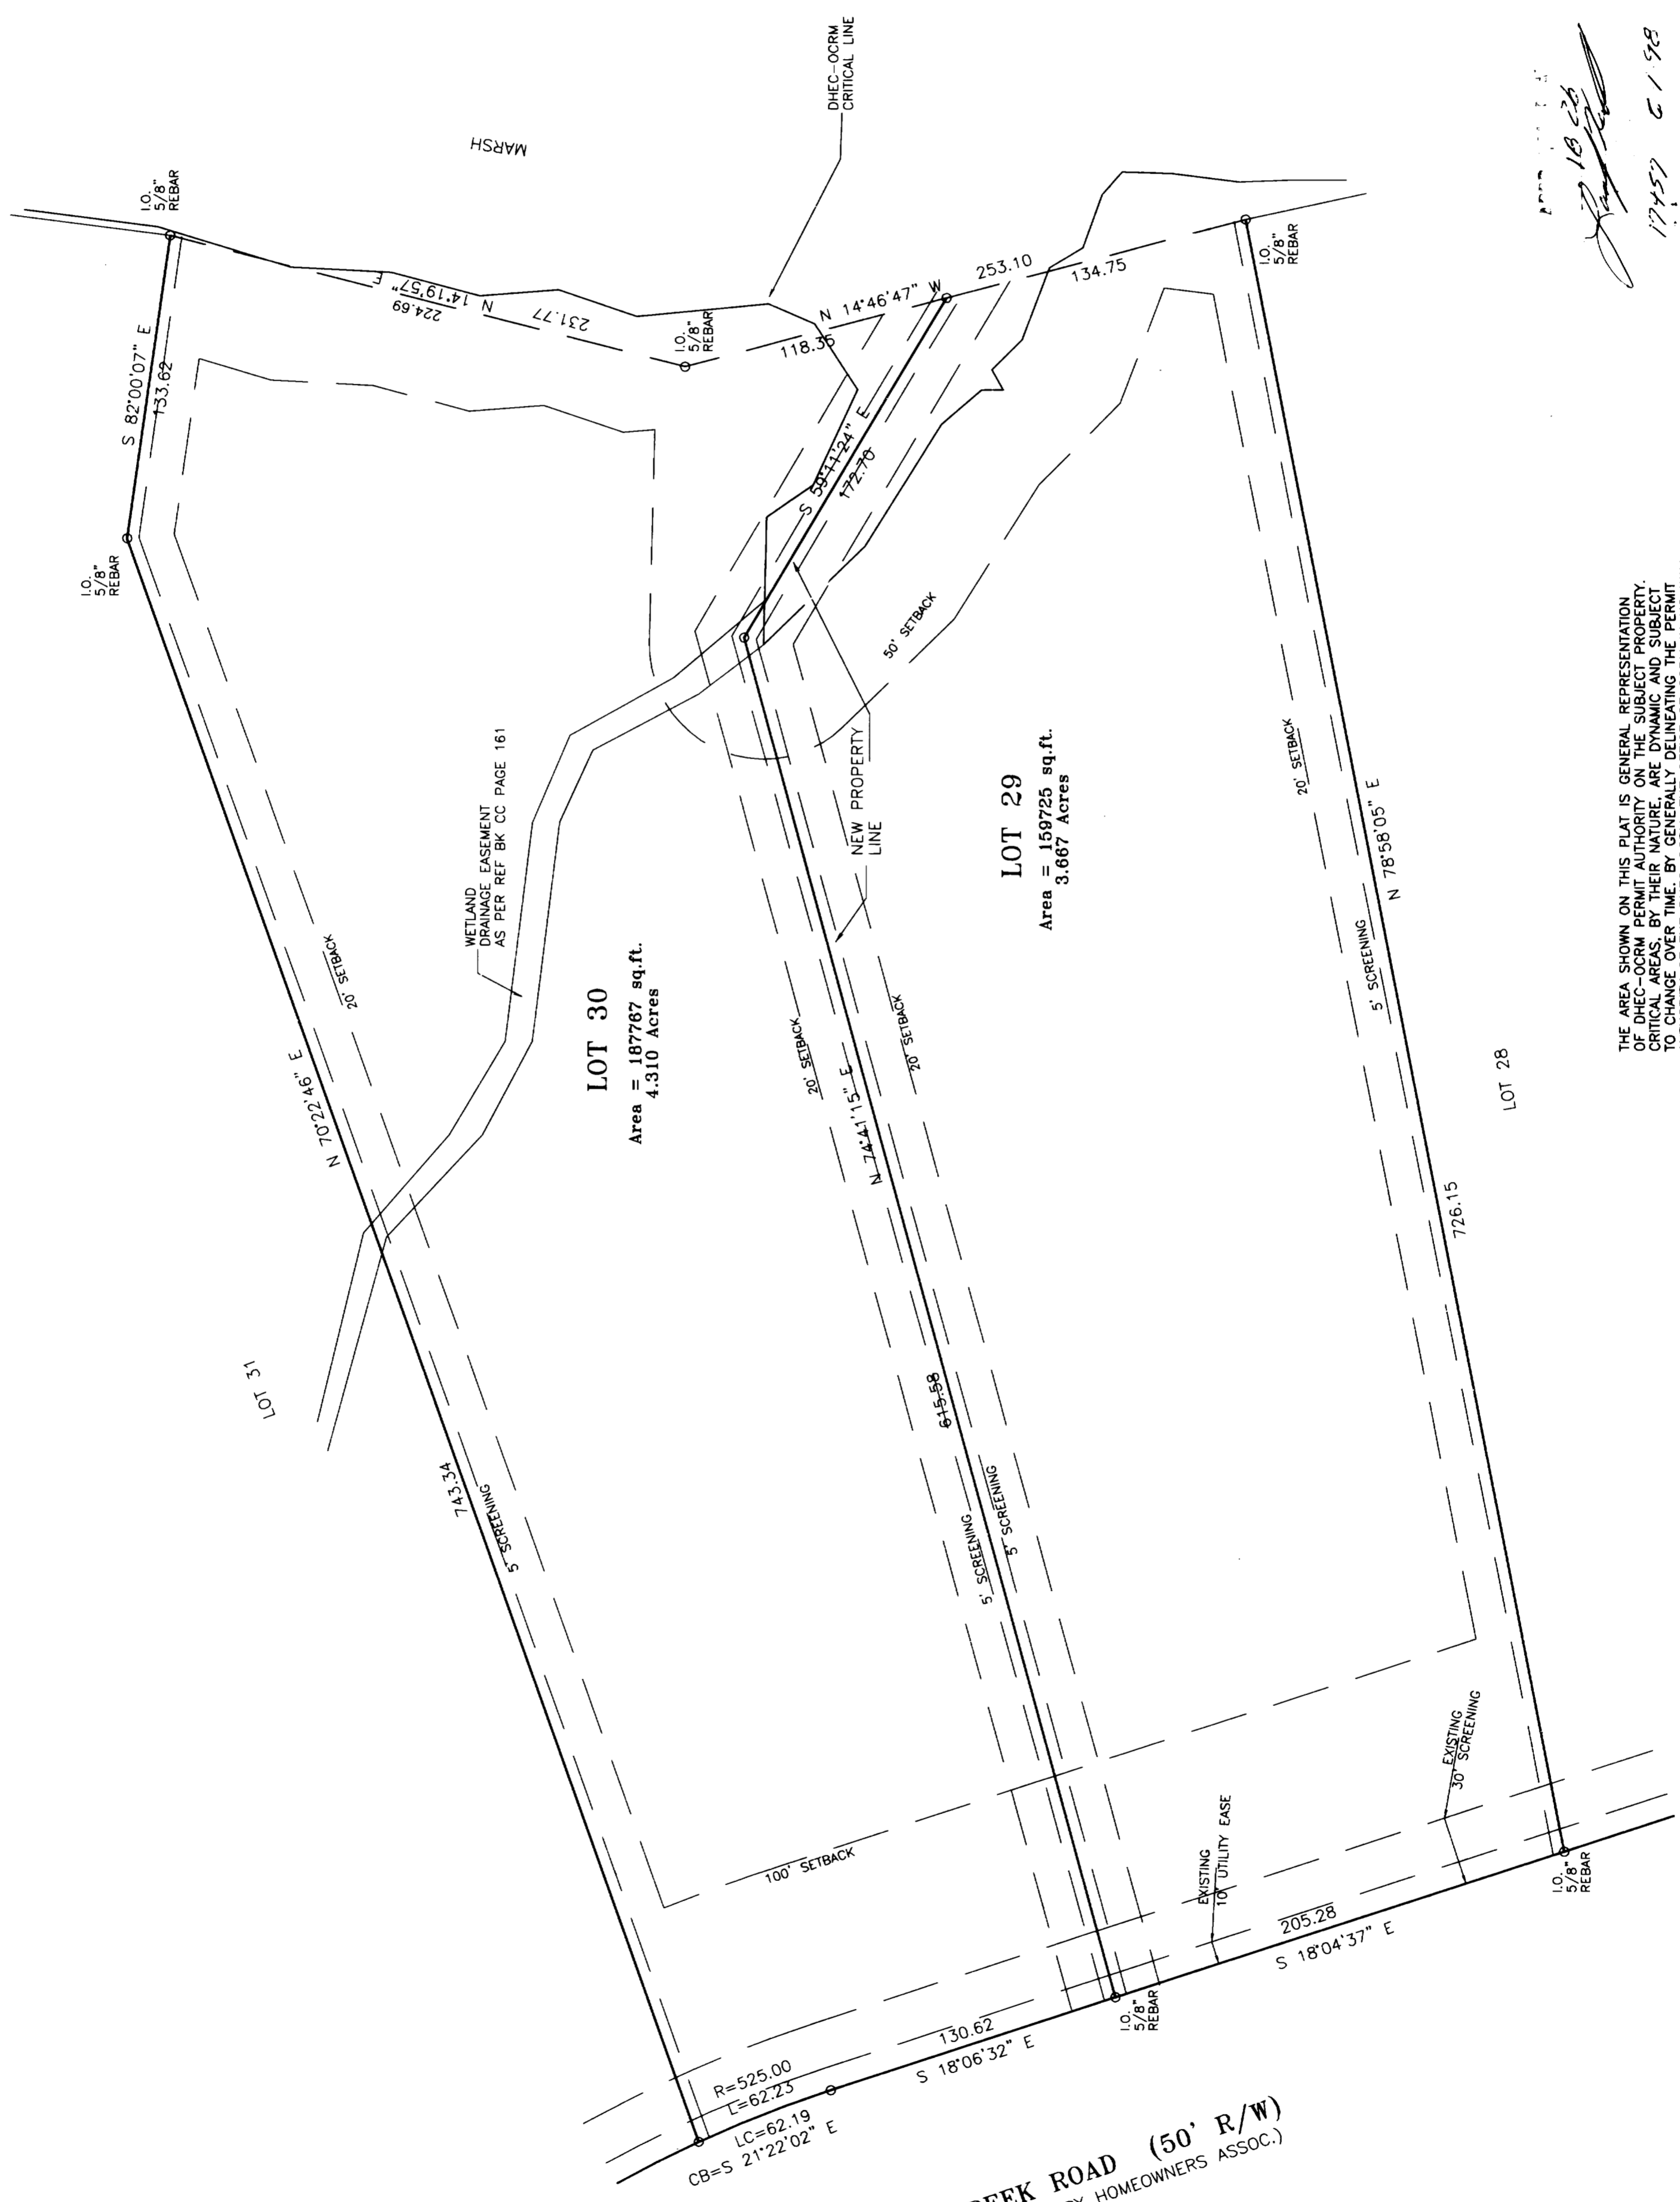 DHEC-OCRM
CRITICAL LINE
MARSH
I.O.
5/8"
REBAR
S 82°00'07" E
133.62
I.O.
5/8"
REBAR
N 14°19'57" E
224.69
231.77
I.O.
5/8"
REBAR
N 14°46'47" W
253.10
118.35
134.75
I.O.
5/8"
REBAR
S 59°11'24" E
172.70
50' SETBACK
WETLAND
DRAINAGE EASEMENT
AS PER REF BK CC PAGE 161
NEW PROPERTY
LINE
LOT 29
Area = 159725 sq.ft.
3.667 Acres
20' SETBACK
N 78°58'05" E
5' SCREENING
726.15
LOT 28
20' SETBACK
N 70°22'46" E
743.34
5' SCREENING
LOT 31
LOT 30
Area = 187767 sq.ft.
4.310 Acres
20' SETBACK
20' SETBACK
N 74°41'15" E
615.58
5' SCREENING
5' SCREENING
100' SETBACK
EXISTING
10' UTILITY EASE
EXISTING
30' SCREENING
205.28
S 18°04'37" E
I.O.
5/8"
REBAR
I.O.
5/8"
REBAR
130.62
S 18°06'32" E
R=525.00
L=62.23
LC=62.19
CB=S 21°22'02" E
ROAD (50' R/W)
HOMEOWNERS ASSOC.)
THE AREA SHOWN ON THIS PLAT IS GENERAL REPRESENTATION
OF DHEC-OCRM PERMIT AUTHORITY ON THE SUBJECT PROPERTY.
CRITICAL AREAS, BY THEIR NATURE, ARE DYNAMIC AND SUBJECT
TO CHANGE OVER TIME. BY GENERALLY DELINEATING THE PERMIT
17457